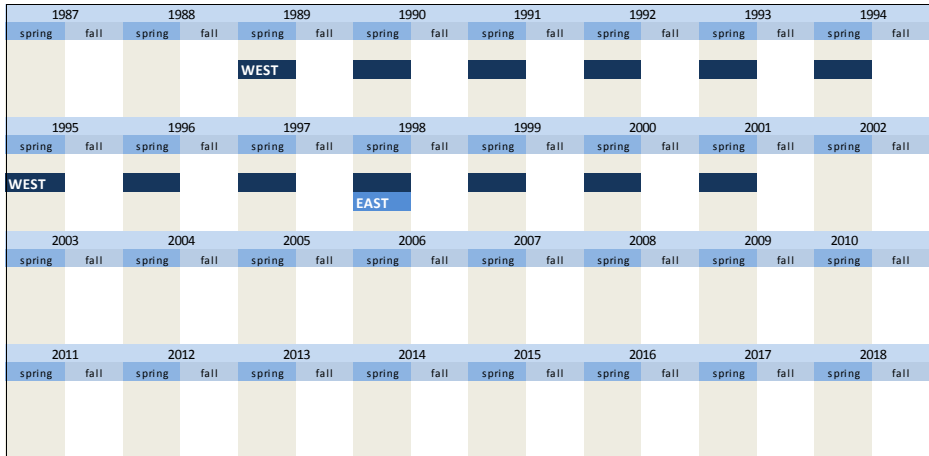 1987 1988 1989 1990 1991 1992 1993 1994
spring fall spring fall spring fall spring fall spring fall spring fall spring fall spring fall
WEST
1995 1996 1997 1998 1999 2000 2001 2002
spring fall spring fall spring fall spring fall spring fall spring fall spring fall spring fall
WEST
EAST
2003 2004 2005 2006 2007 2008 2009 2010
spring fall spring fall spring fall spring fall spring fall spring fall spring fall spring fall
2011 2012 2013 2014 2015 2016 2017 2018
spring fall spring fall spring fall spring fall spring fall spring fall spring fall spring fall